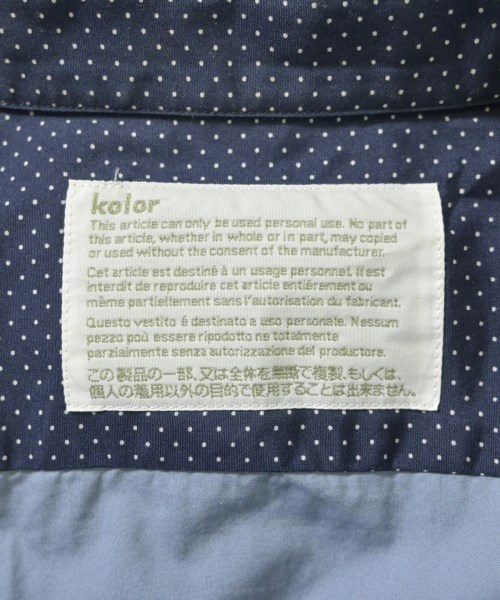 kolor
This article can only be used personal use. No part of
this article, whether in whole or in part, may copied
or used without the consent of the manufacturer.
Cet article est destiné à un usage personnel. Il est
interdit de reproduire cet article entiérement ou
même partiellement sans l'autorisation du fabricant.
Questo vestito é destinato a uso personale. Nessun
pezzo può essere ripodotto ne totalmente
parzialmente senza autorizzazione del productore.
この製品の一部、又は全体を無断で複製、もしくは、
個人の着用以外の目的で使用することは出来ません。